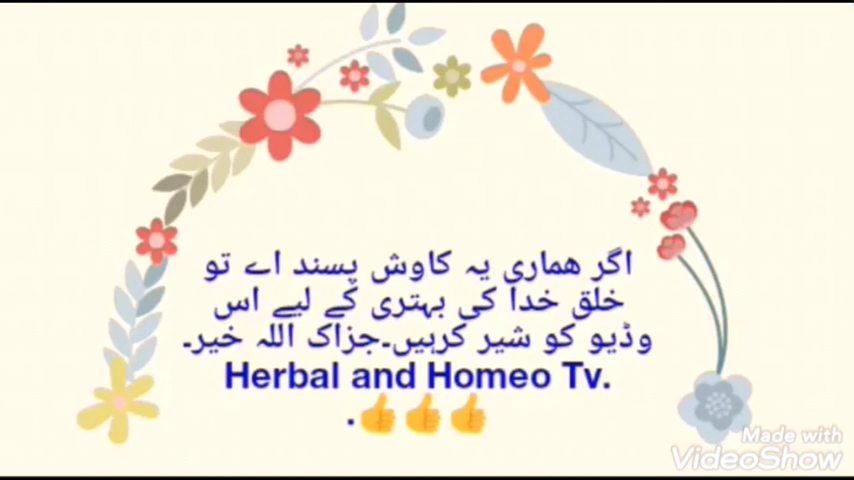 اگر ھماری یہ کاوش پسند اے تو
خلق خدا کی بہتری کے لیے اس
وڈیو کو شیر کرہیں۔جزاک اللہ خیر۔
Herbal and Homeo Tv.
.👍👍👍
Made with
VideoShow